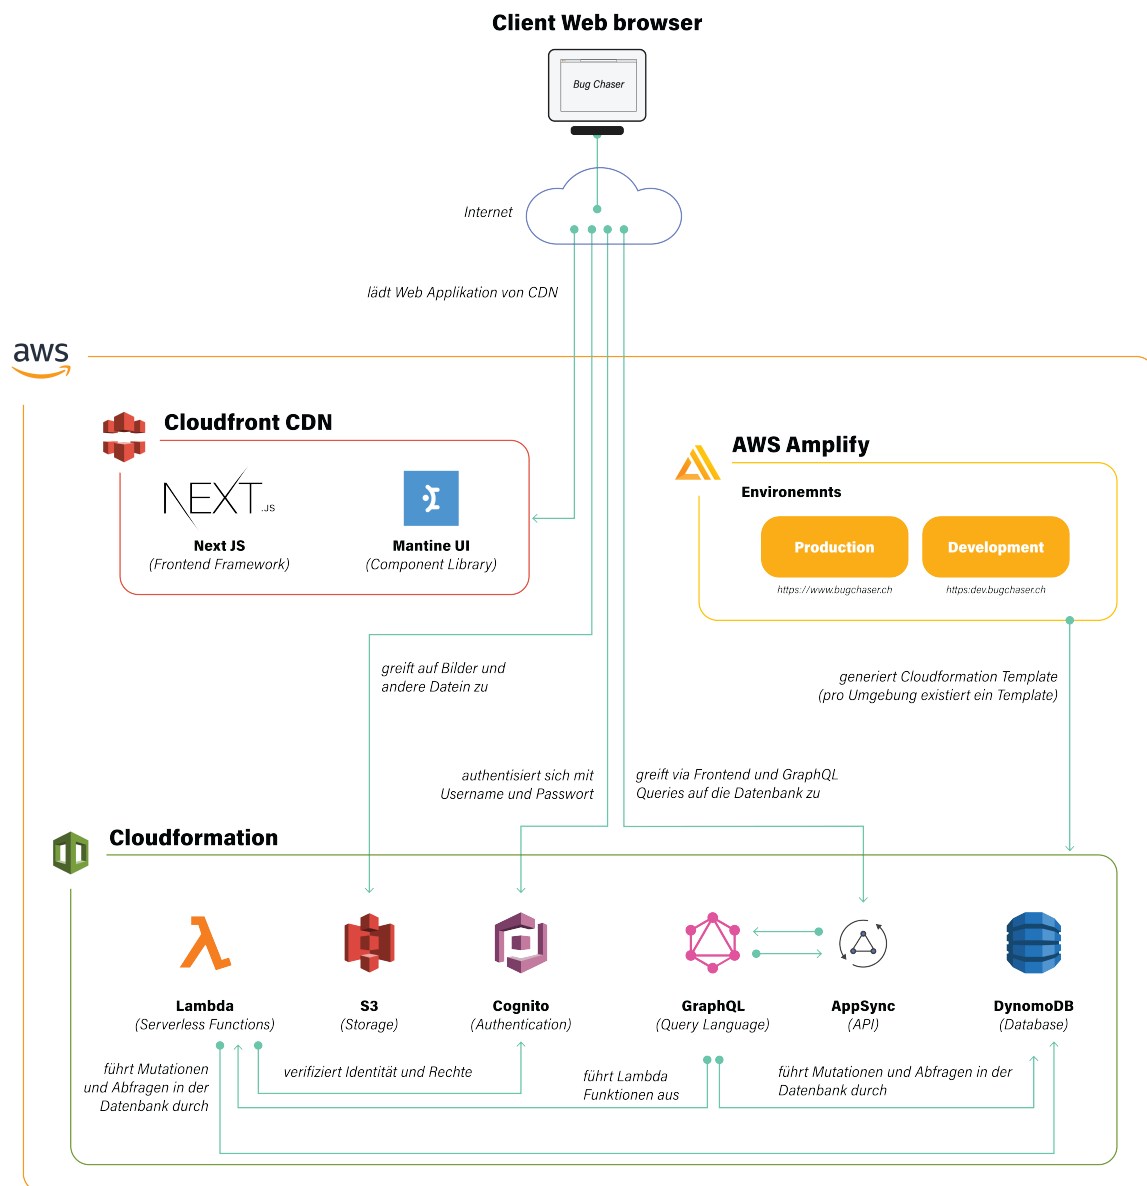 Client Web browser
Bug Chaser
Internet
lädt Web Applikation von CDN
aws
Cloudfront CDN
NEXT.JS
Next JS
(Frontend Framework)
Mantine UI
(Component Library)
AWS Amplify
Environemnts
Production
Development
https://www.bugchaser.ch
https:dev.bugchaser.ch
greift auf Bilder und
andere Datein zu
generiert Cloudformation Template
(pro Umgebung existiert ein Template)
authentisiert sich mit
Username und Passwort
greift via Frontend und GraphQL
Queries auf die Datenbank zu
Cloudformation
Lambda
(Serverless Functions)
S3
(Storage)
Cognito
(Authentication)
GraphQL
(Query Language)
AppSync
(API)
DynomoDB
(Database)
führt Mutationen
und Abfragen in der
Datenbank durch
verifiziert Identität und Rechte
führt Lambda
Funktionen aus
führt Mutationen und Abfragen in der
Datenbank durch